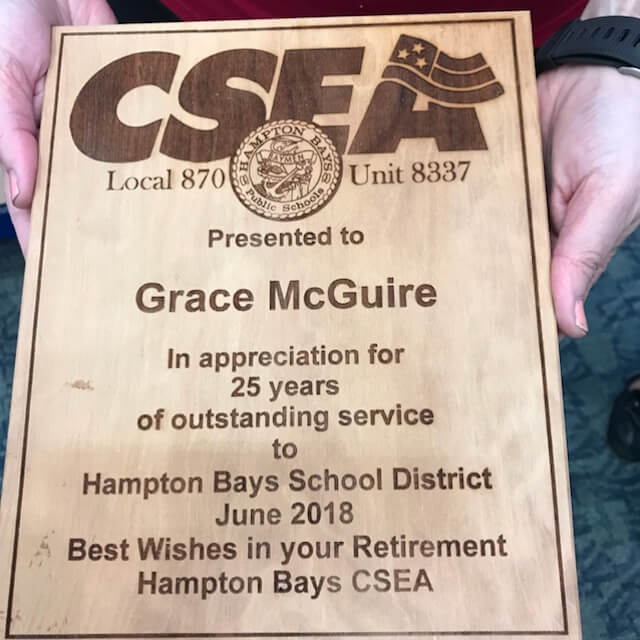 CSEA
Local 870 Unit 8337
HAMPTON BAYS
BAYMEN
Public Schools
Presented to
Grace McGuire
In appreciation for
25 years
of outstanding service
to
Hampton Bays School District
June 2018
Best Wishes in your Retirement
Hampton Bays CSEA